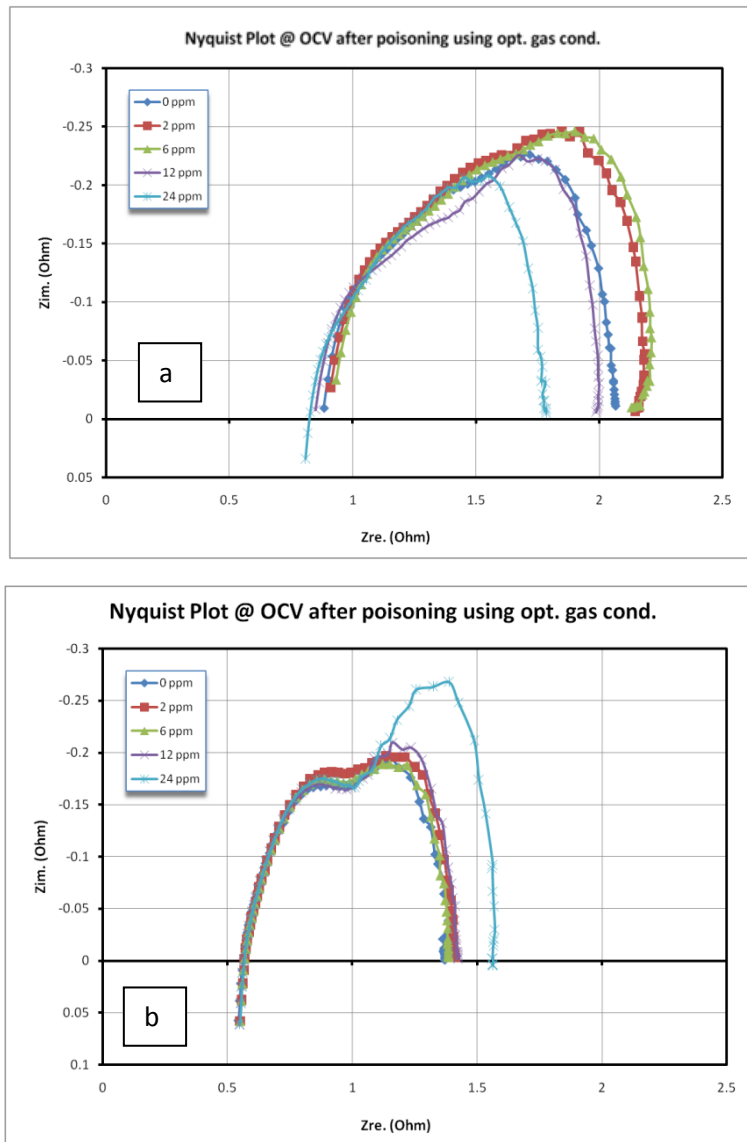 Nyquist Plot @ OCV after poisoning using opt. gas cond.
-0.3
-0.25
-0.2
-0.15
-0.1
-0.05
0
0.05
Zim. (Ohm)
0 ppm
2 ppm
6 ppm
12 ppm
24 ppm
a
0
0.5
1
1.5
2
2.5
Zre. (Ohm)
Nyquist Plot @ OCV after poisoning using opt. gas cond.
-0.3
-0.25
-0.2
-0.15
-0.1
-0.05
0
0.05
0.1
Zim. (Ohm)
0 ppm
2 ppm
6 ppm
12 ppm
24 ppm
b
0
0.5
1
1.5
2
2.5
Zre. (Ohm)